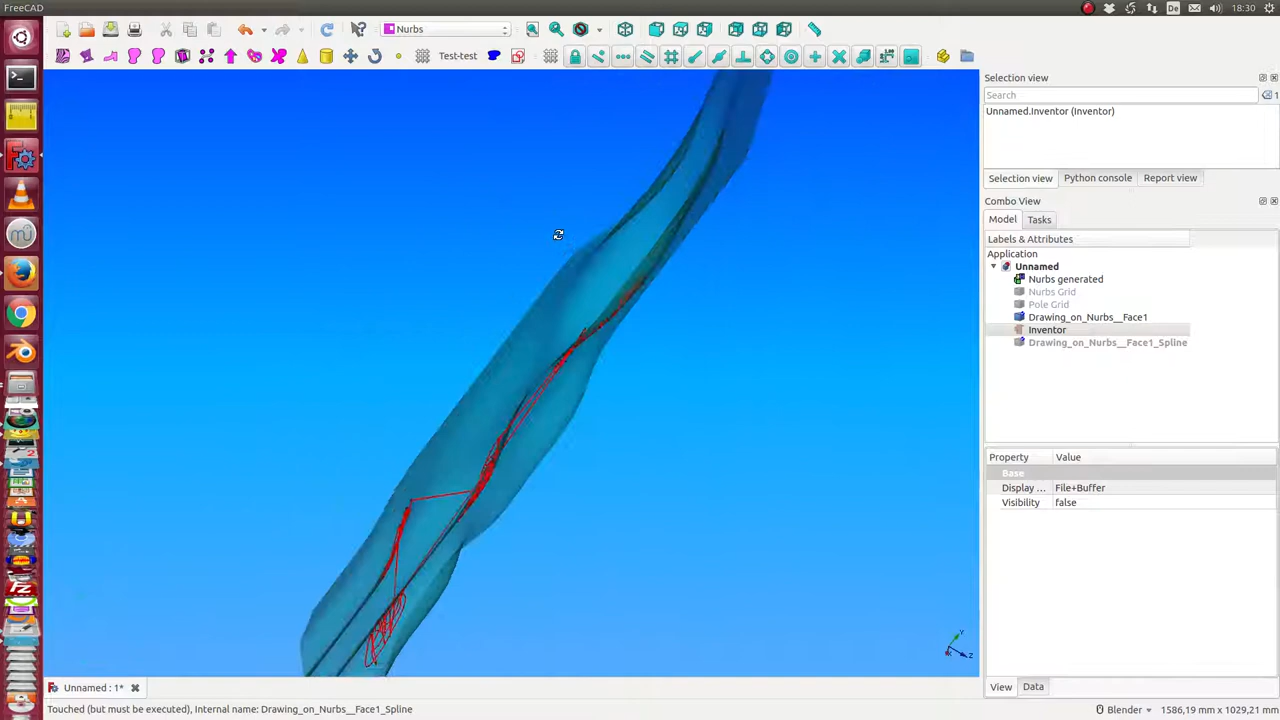 FreeCAD
De
18:30
Nurbs
Test-test
Selection view
Search
1
Unnamed.Inventor (Inventor)
Selection view
Python console
Report view
Combo View
Model
Tasks
Labels & Attributes
Application
Unnamed
Nurbs generated
Nurbs Grid
Pole Grid
Drawing_on_Nurbs__Face1
Inventor
Drawing_on_Nurbs__Face1_Spline
Property
Value
Base
Display ...
File+Buffer
Visibility
false
Y
Z
View
Data
Unnamed : 1*
Touched (but must be executed), Internal name: Drawing_on_Nurbs__Face1_Spline
Blender
1586,19 mm x 1029,21 mm